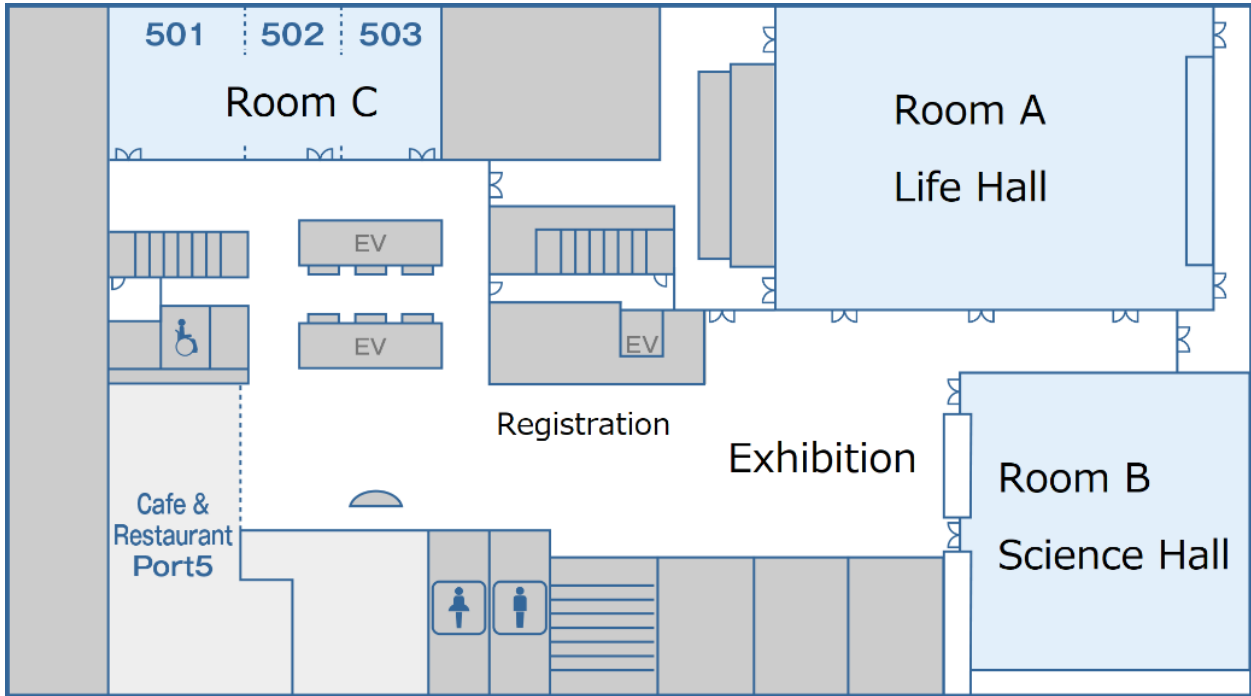 501
502
503
Room C
Room A
Life Hall
EV
EV
EV
Registration
Exhibition
Room B
Science Hall
Cafe &
Restaurant
Port5